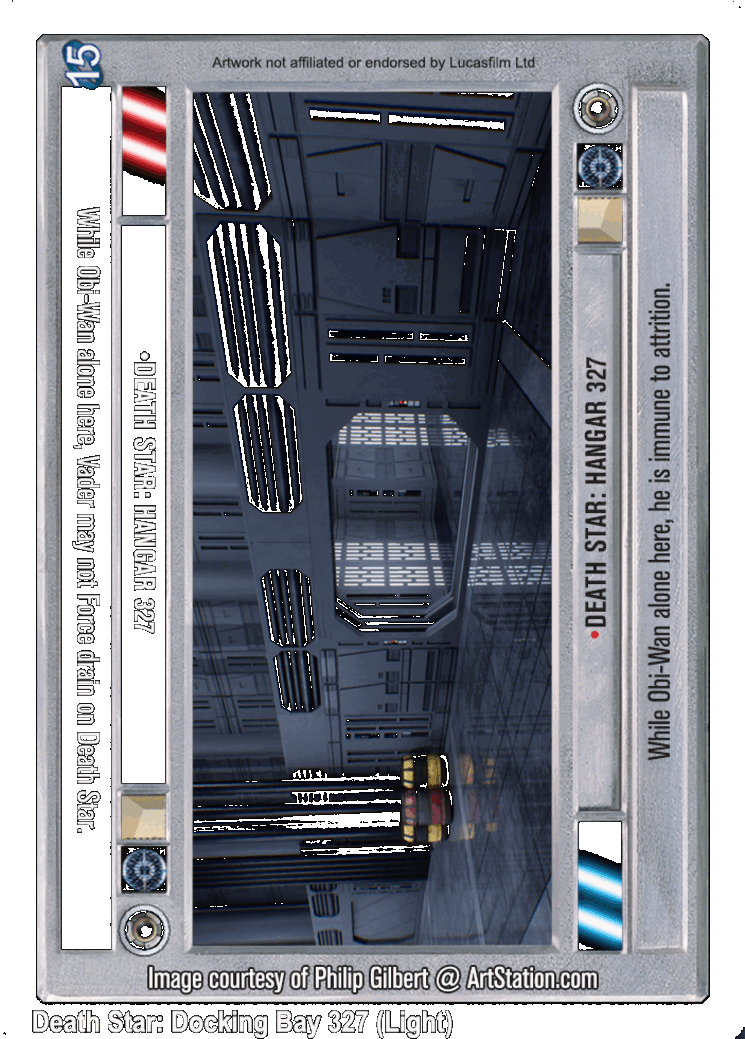 15
Artwork not affiliated or endorsed by Lucasfilm Ltd
While Obi-Wan alone here, Vader may not Force drain on Death Star.
•DEATH STAR: HANGAR 327
•DEATH STAR: HANGAR 327
While Obi-Wan alone here, he is immune to attrition.
Image courtesy of Philip Gilbert @ ArtStation.com
Death Star: Docking Bay 327 (Light)